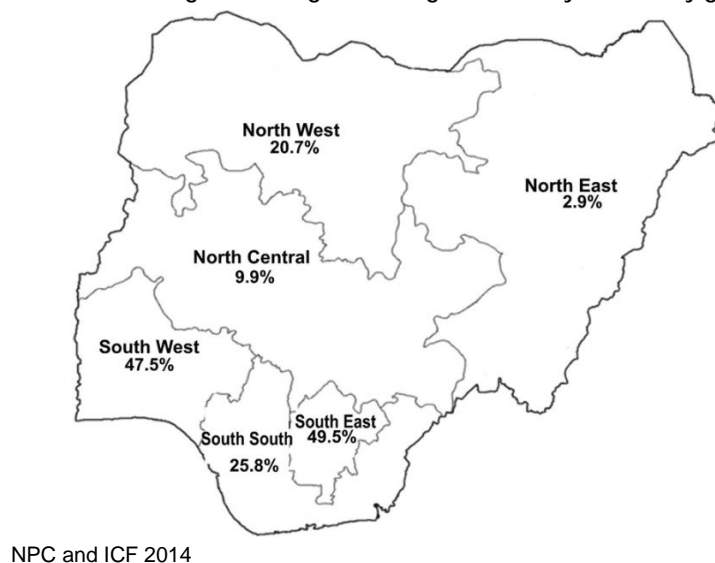 North West
20.7%
North East
2.9%
North Central
9.9%
South West
47.5%
South East
49.5%
South South
25.8%
NPC and ICF 2014